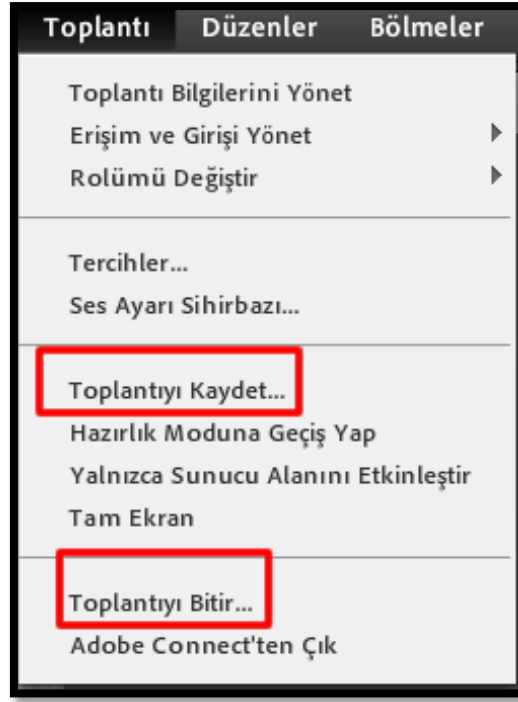 Toplantı Düzenler Bölmeler
Toplantı Bilgilerini Yönet
Erişim ve Girişi Yönet
Rolümü Değiştir
Tercihler...
Ses Ayarı Sihirbazı...
Toplantıyı Kaydet...
Hazırlık Moduna Geçiş Yap
Yalnızca Sunucu Alanını Etkinleştir
Tam Ekran
Toplantıyı Bitir...
Adobe Connect'ten Çık